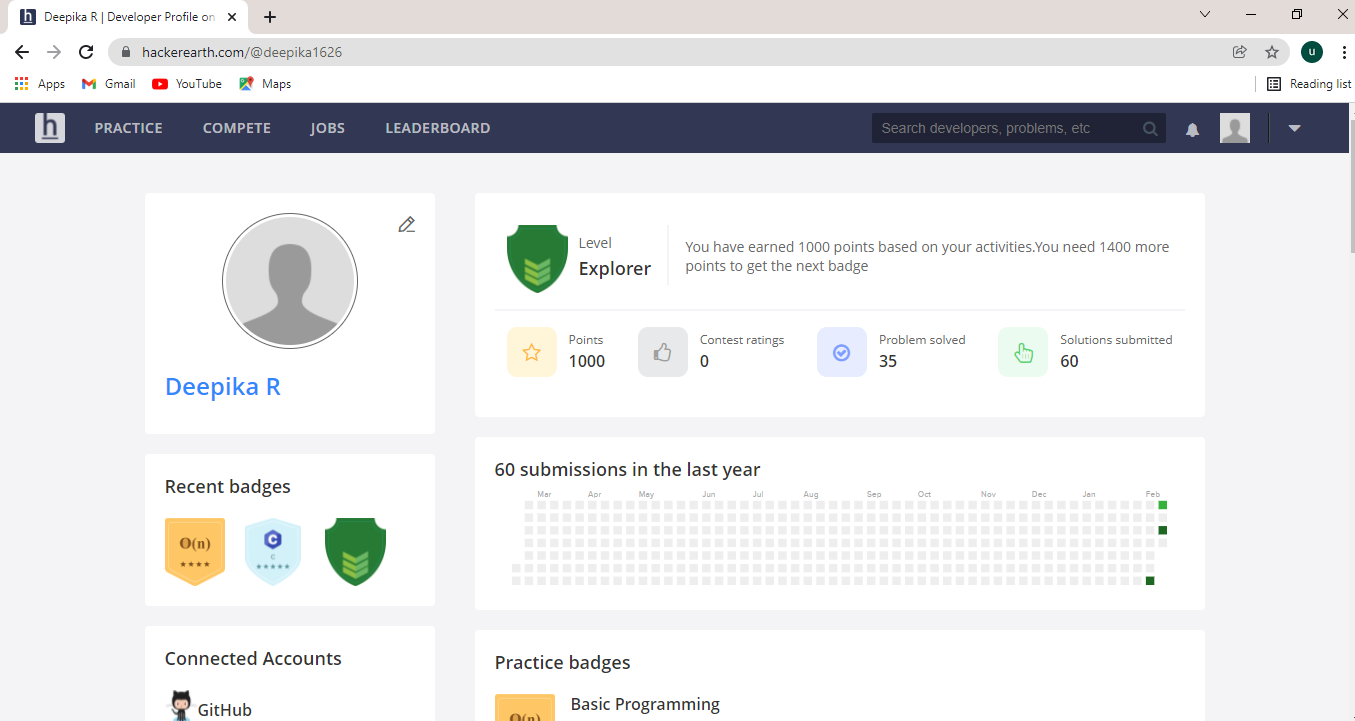 Deepika R | Developer Profile on
hackerearth.com/@deepika1626
u
Apps Gmail YouTube Maps Reading list
h PRACTICE COMPETE JOBS LEADERBOARD Search developers, problems, etc
Deepika R
Recent badges
O(n)
C
C
Connected Accounts
GitHub
Level
Explorer
You have earned 1000 points based on your activities.You need 1400 more
points to get the next badge
Points
1000
Contest ratings
0
Problem solved
35
Solutions submitted
60
60 submissions in the last year
Mar Apr May Jun Jul Aug Sep Oct Nov Dec Jan Feb
Practice badges
O(n)
Basic Programming